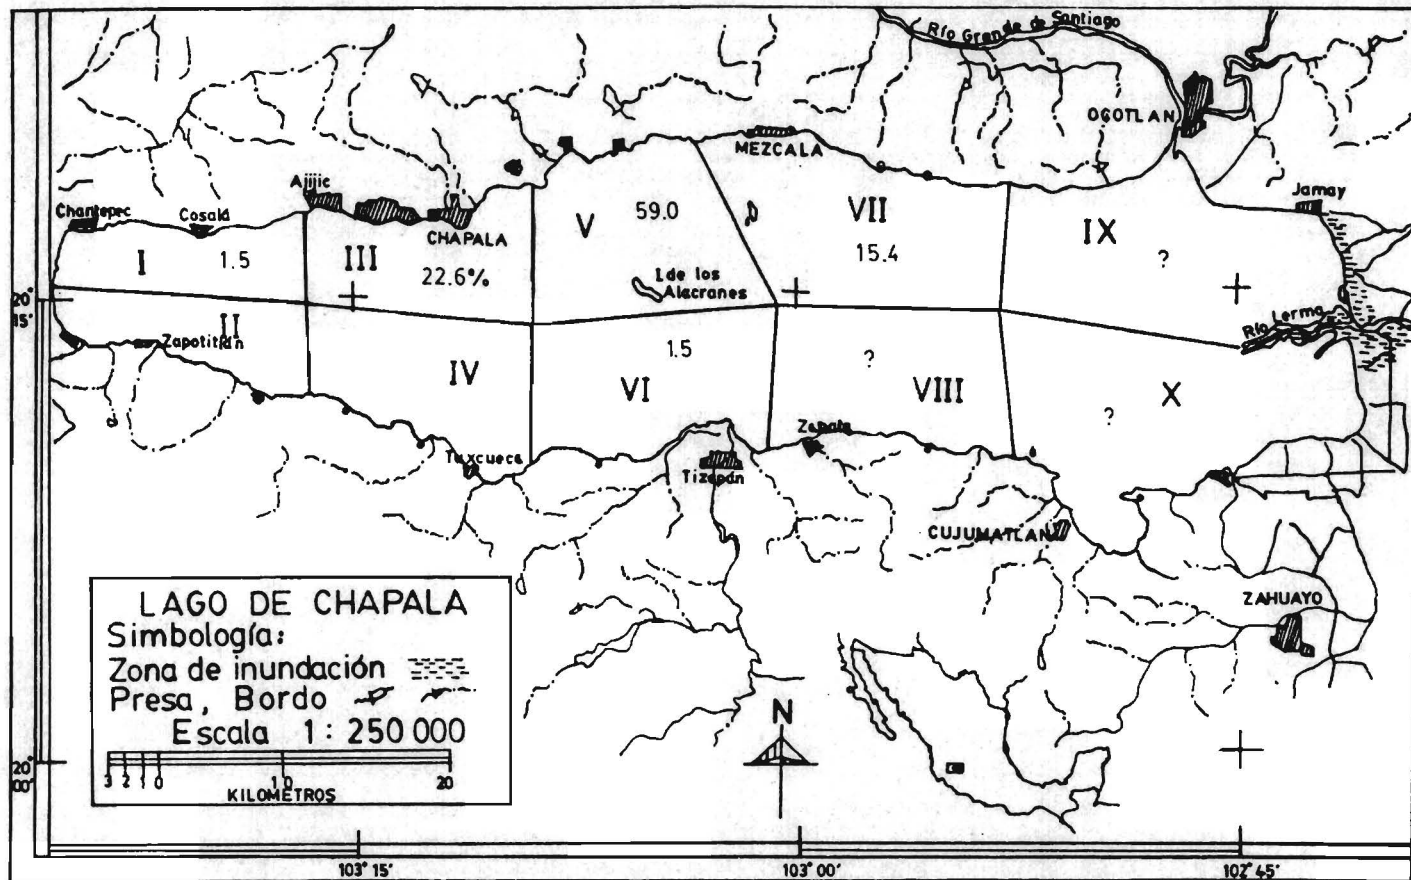 Río Grande de Santiago
OCOTLAN
MEZCALA
Ajijic
Jamay
Chantepec
Cosalá
CHAPALA
I
1.5
III
22.6%
V
59.0
VII
15.4
IX
?
I. de los
Alacranes
20°
15'
Río Lerma
II
Zapotitlán
IV
VI
1.5
?
VIII
X
?
Tuxcueca
Tizapán
Zapata
CUJUMATLAN
ZAHUAYO
LAGO DE CHAPALA
Simbología:
Zona de inundación
Presa, Bordo
Escala 1: 250 000
3 2 1 0 10 20
KILOMETROS
N
20°
00'
103° 15' 103° 00' 102° 45'